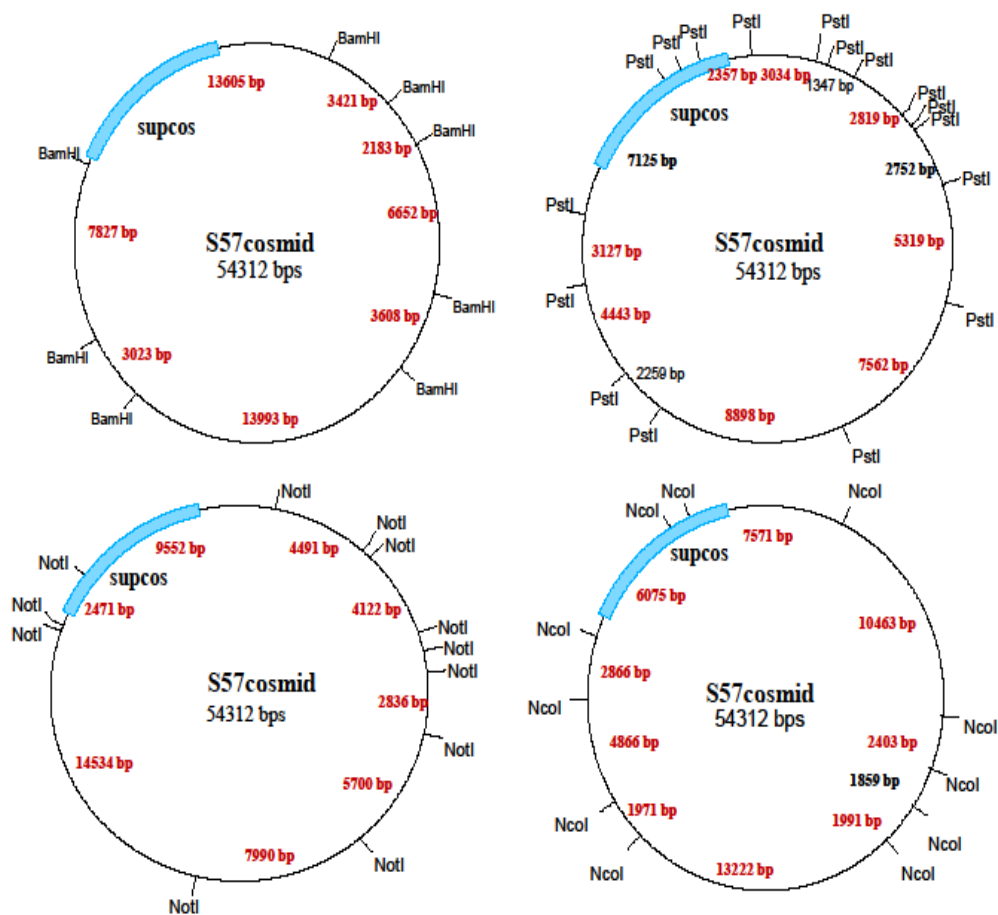 BamHI
13605 bp
BamHI
3421 bp
BamHI
2183 bp
supcos
BamHI
6652 bp
7827 bp
S57cosmid
54312 bps
BamHI
3608 bp
BamHI
3023 bp
BamHI
BamHI
13993 bp
PstI
PstI
PstI
PstI
PstI
PstI
PstI
2357 bp
3034 bp
1347 bp
PstI
PstI
PstI
2819 bp
supcos
7125 bp
2752 bp
PstI
PstI
3127 bp
S57cosmid
54312 bps
5319 bp
PstI
4443 bp
PstI
2259 bp
7562 bp
PstI
8898 bp
PstI
PstI
NotI
NotI
NotI
9552 bp
4491 bp
NotI
supcos
NotI
2471 bp
4122 bp
NotI
NotI
NotI
NotI
S57cosmid
54312 bps
2836 bp
NotI
14534 bp
5700 bp
7990 bp
NotI
NotI
NcoI
NcoI
NcoI
7571 bp
supcos
6075 bp
10463 bp
NcoI
2866 bp
S57cosmid
54312 bps
NcoI
NcoI
4866 bp
2403 bp
1859 bp
NcoI
1971 bp
1991 bp
NcoI
NcoI
NcoI
NcoI
13222 bp